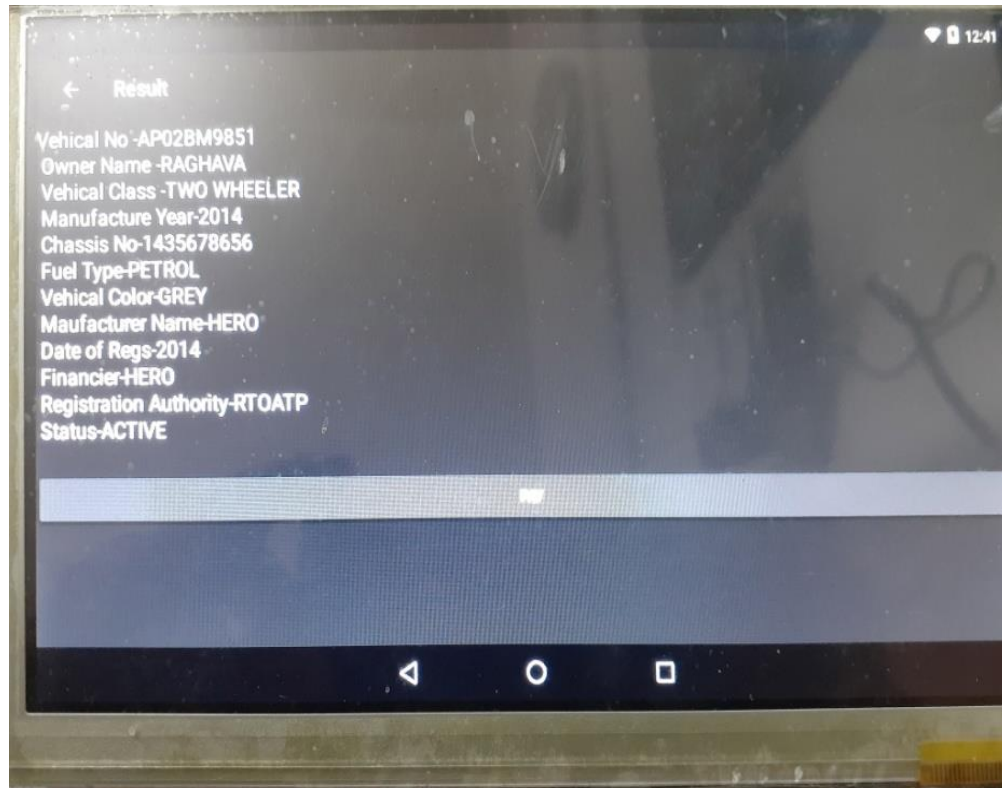 12:41
Result
Vehical No -AP02BM9851
Owner Name -RAGHAVA
Vehical Class -TWO WHEELER
Manufacture Year-2014
Chassis No-1435678656
Fuel Type-PETROL
Vehical Color-GREY
Maufacturer Name-HERO
Date of Regs-2014
Financier-HERO
Registration Authority-RTOATP
Status-ACTIVE